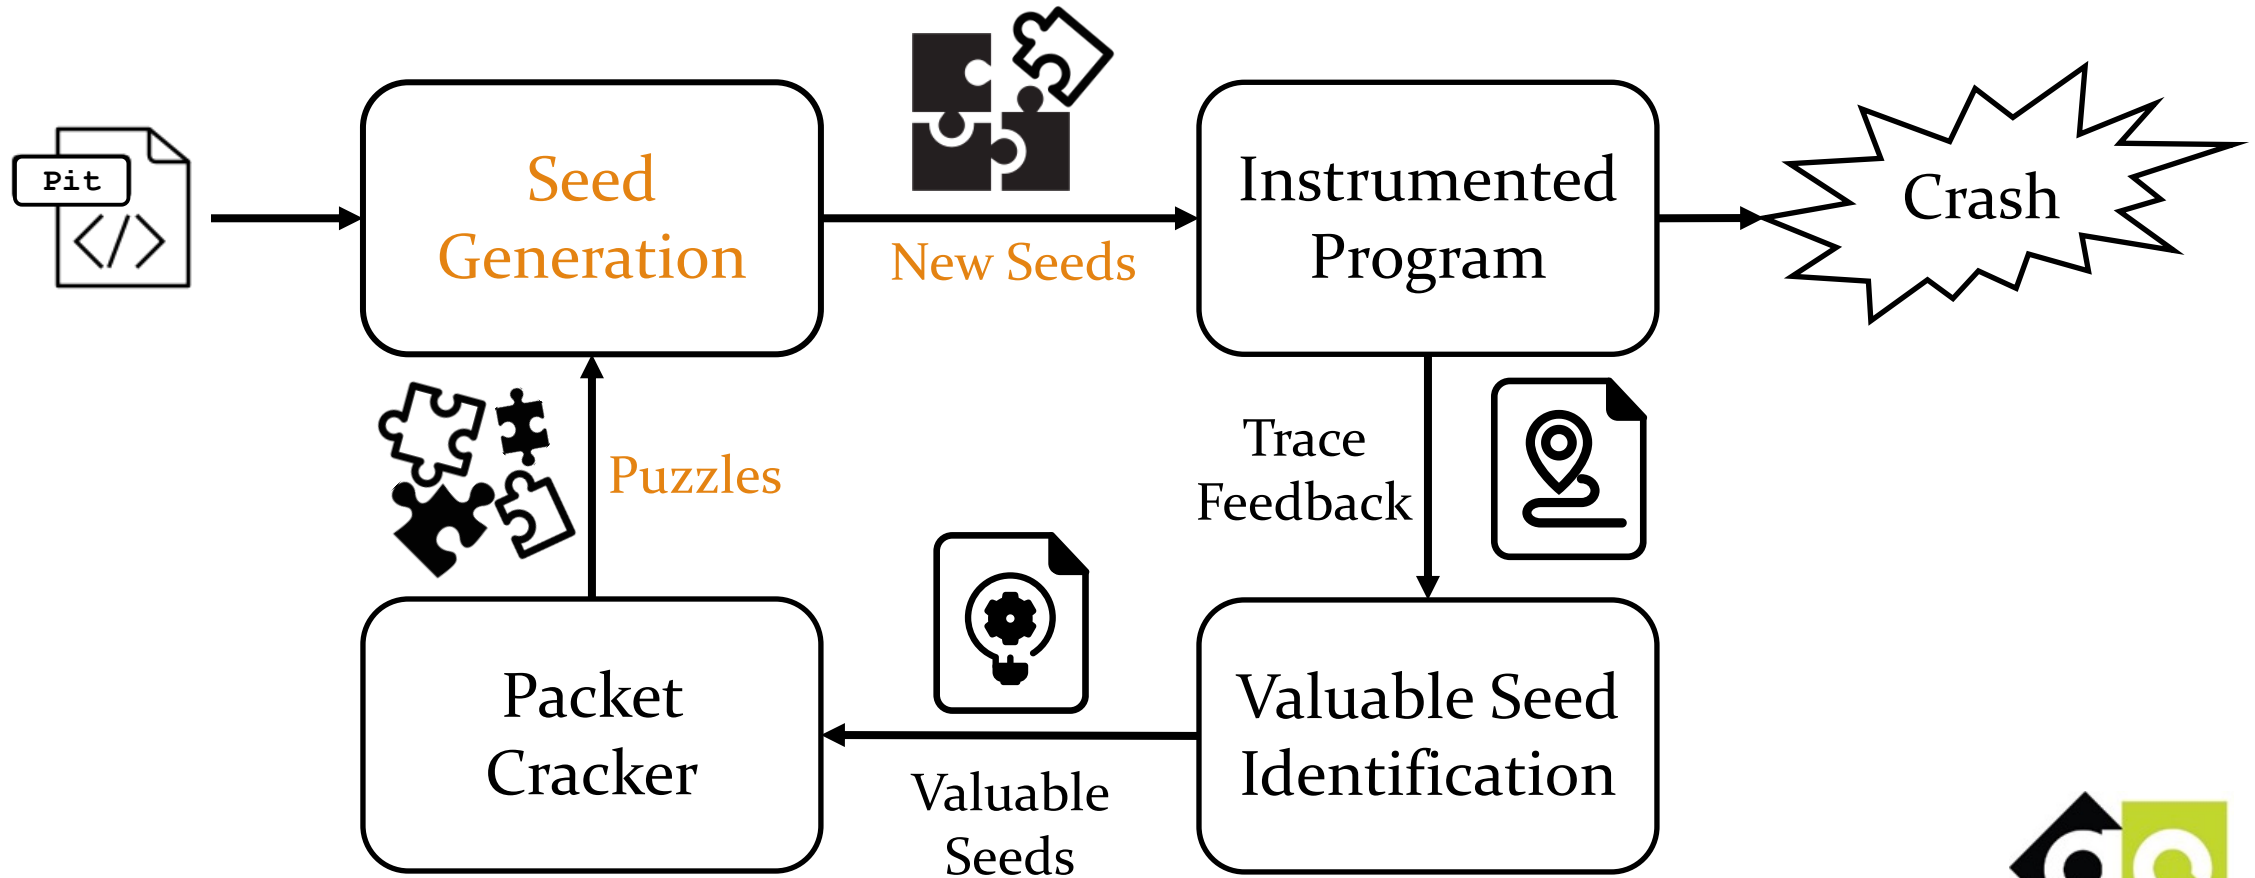 Pit
</>
Seed
Generation
New Seeds
Instrumented
Program
Crash
Puzzles
Trace
Feedback
Packet
Cracker
Valuable
Seeds
Valuable Seed
Identification